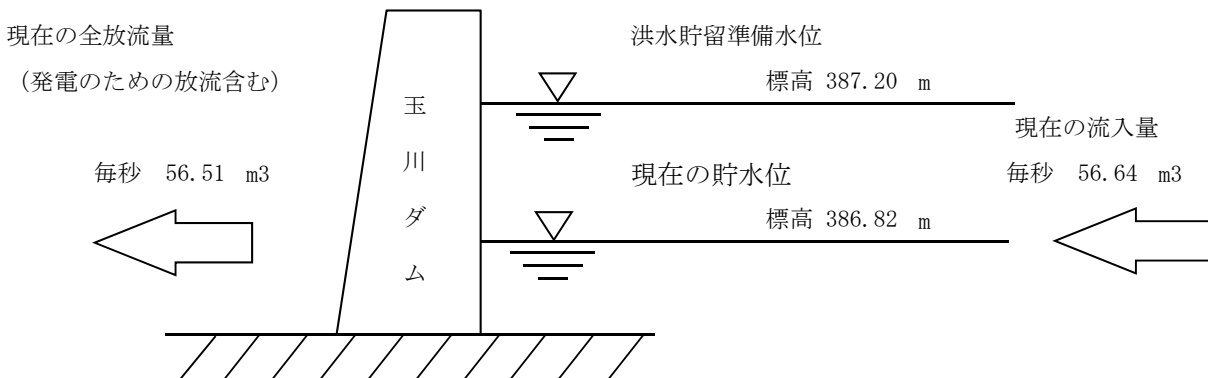 現在の全放流量
（発電のための放流含む）
毎秒 56.51 m3
玉川ダム
洪水貯留準備水位
標高 387.20 m
現在の貯水位
標高 386.82 m
現在の流入量
毎秒 56.64 m3